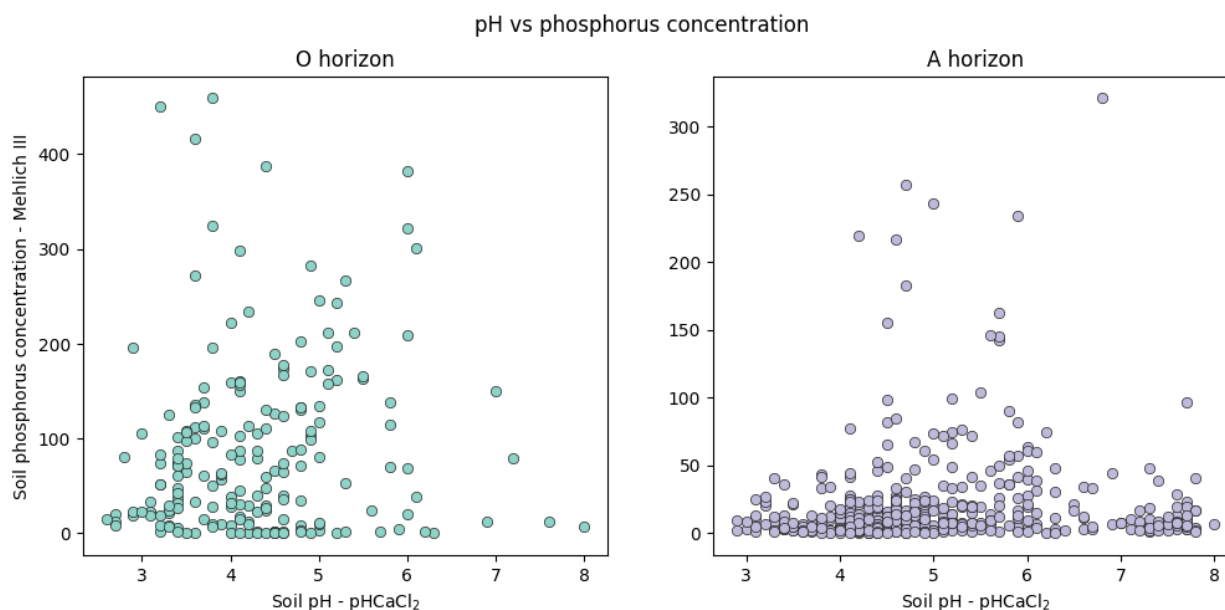 pH vs phosphorus concentration
O horizon
Soil phosphorus concentration - Mehlich III
400
300
200
100
0
3 4 5 6 7 8
Soil pH - pHCaCl₂
A horizon
300
250
200
150
100
50
0
3 4 5 6 7 8
Soil pH - pHCaCl₂